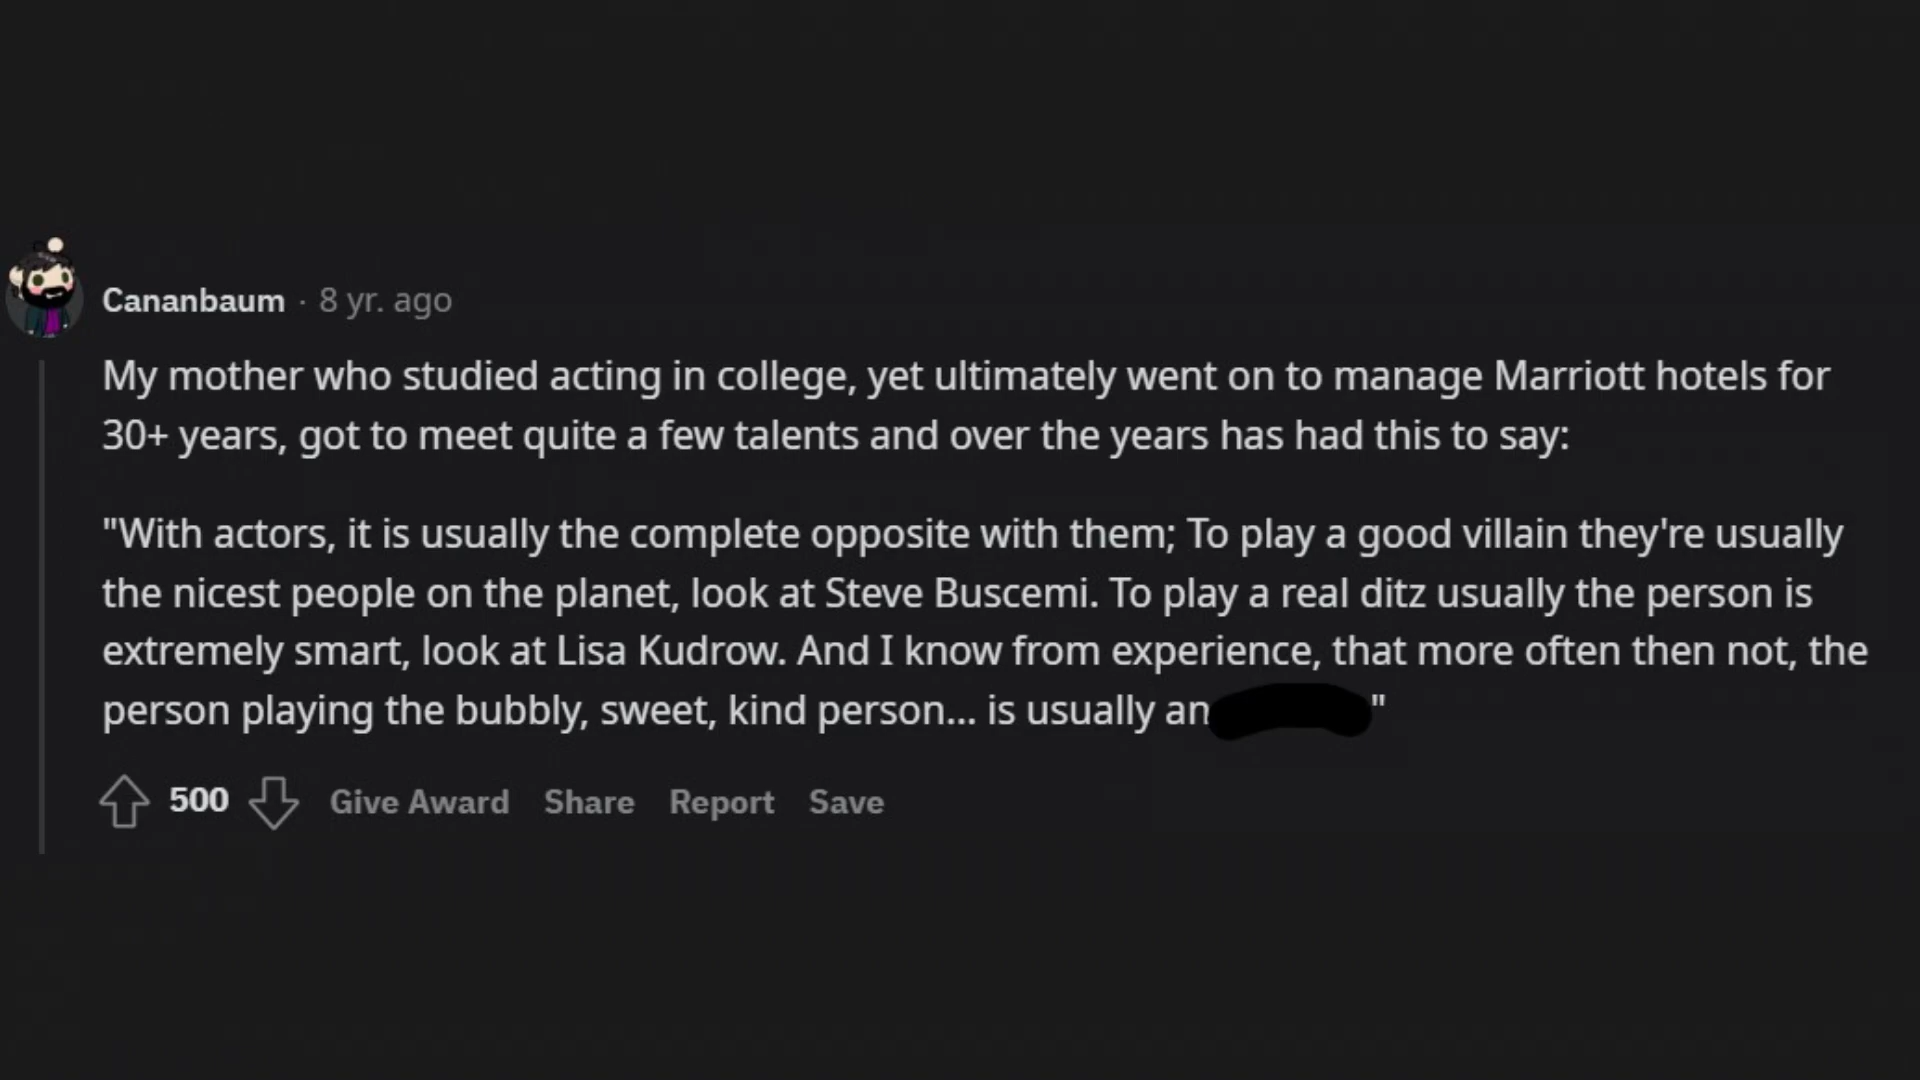 Cananbaum · 8 yr. ago
My mother who studied acting in college, yet ultimately went on to manage Marriott hotels for
30+ years, got to meet quite a few talents and over the years has had this to say:
"With actors, it is usually the complete opposite with them; To play a good villain they're usually
the nicest people on the planet, look at Steve Buscemi. To play a real ditz usually the person is
extremely smart, look at Lisa Kudrow. And I know from experience, that more often then not, the
person playing the bubbly, sweet, kind person... is usually an "
500 Give Award Share Report Save